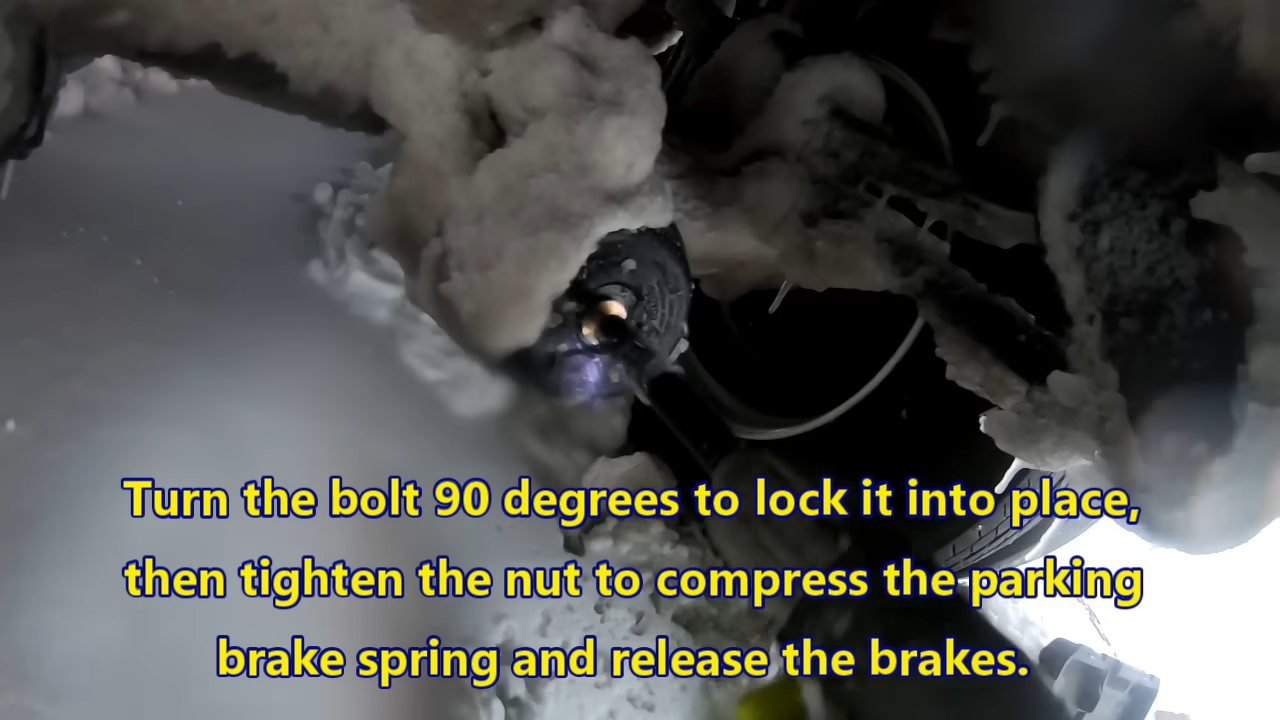 Turn the bolt 90 degrees to lock it into place,
then tighten the nut to compress the parking
brake spring and release the brakes.